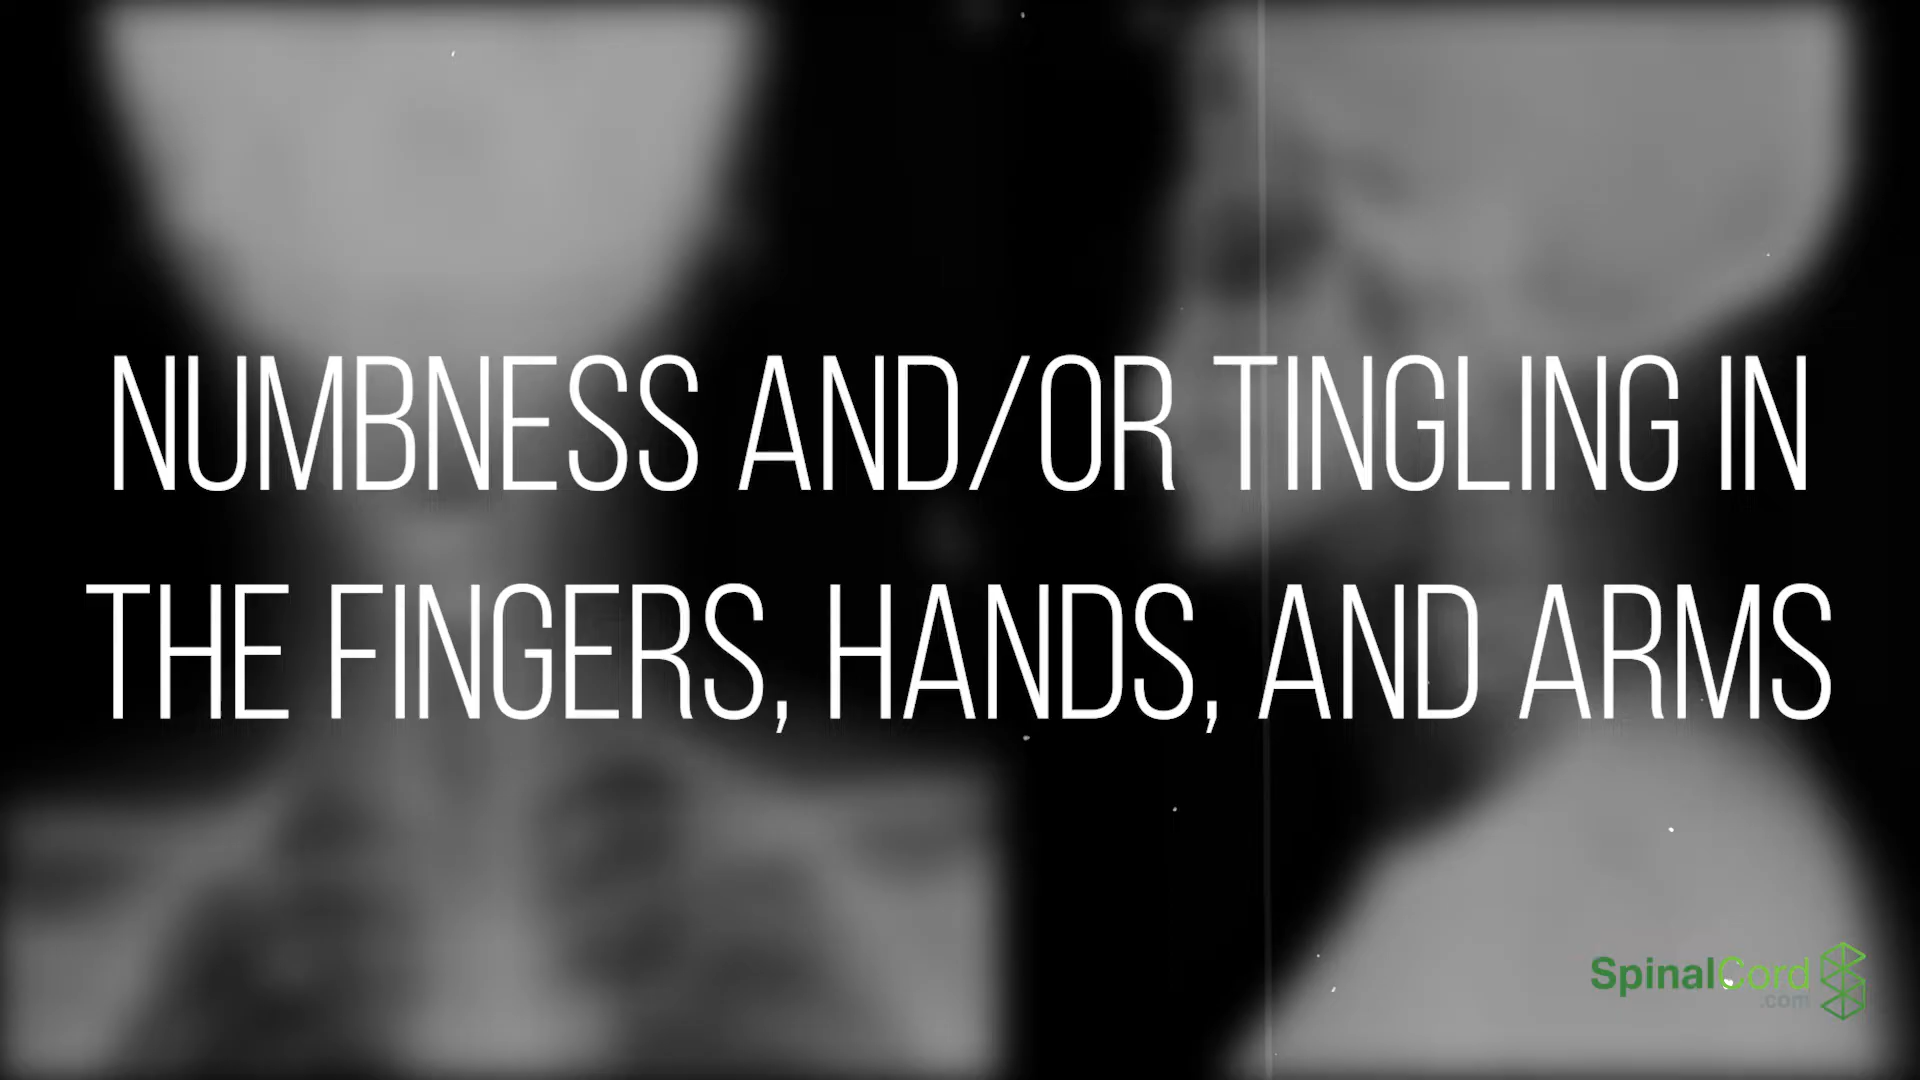 NUMBNESS AND/OR TINGLING IN
THE FINGERS, HANDS, AND ARMS
SpinalCord
.com